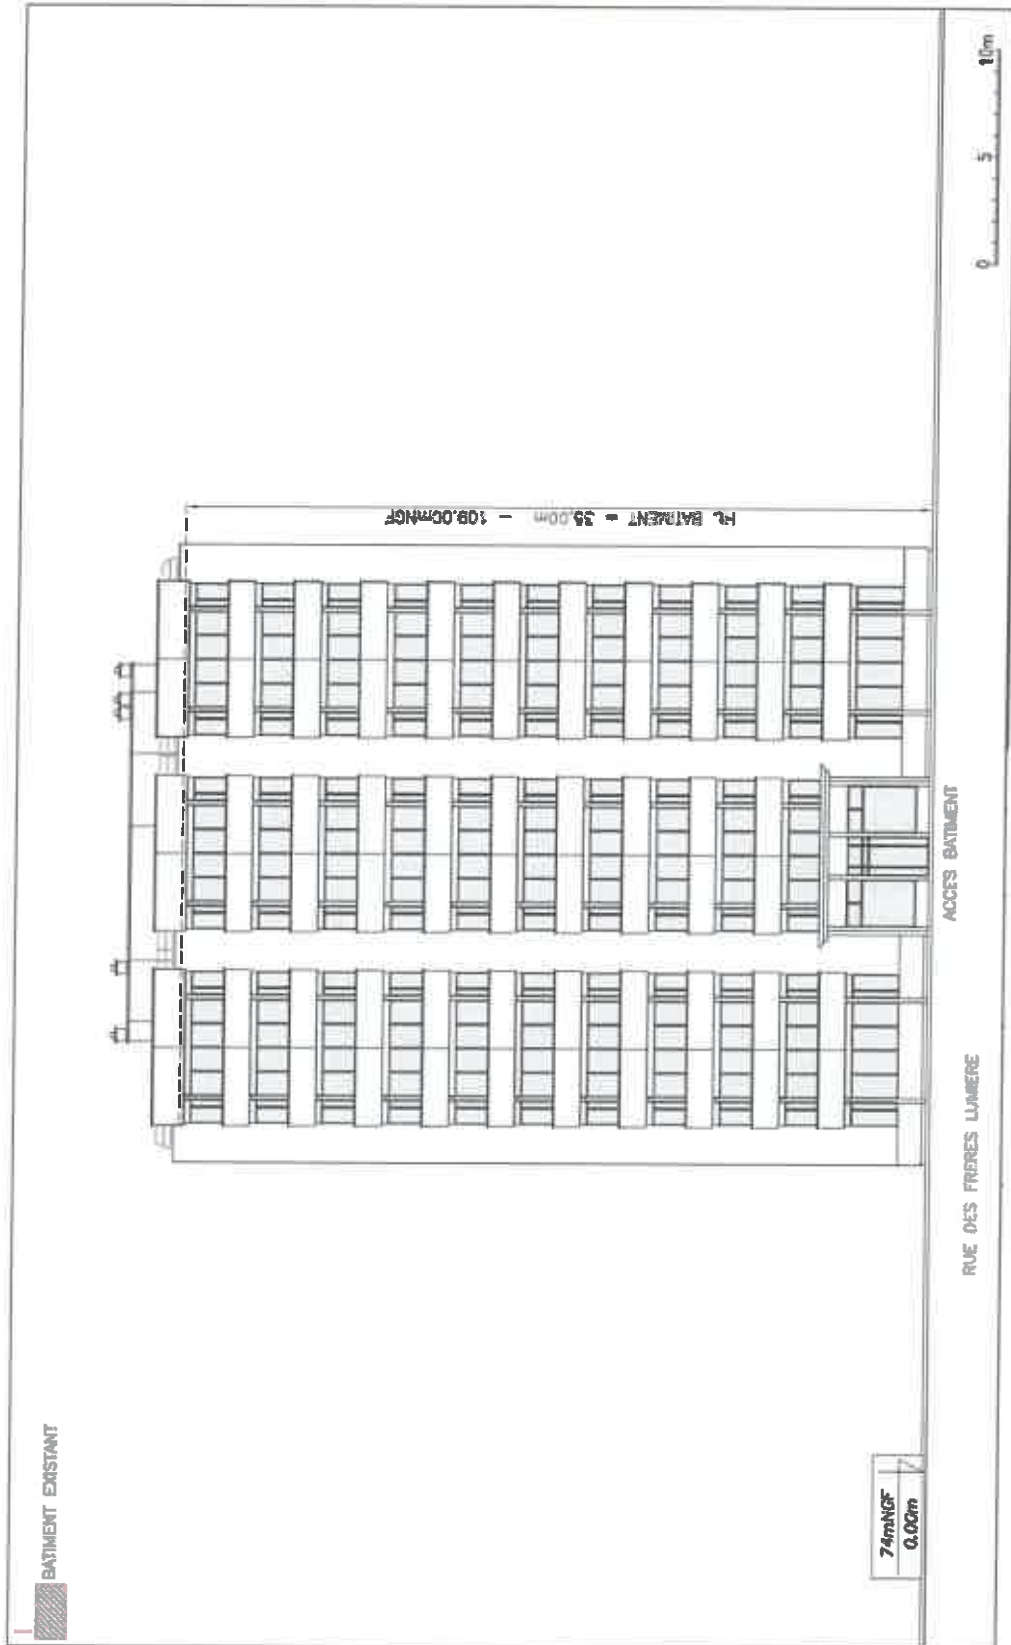 BATIMENT EXISTANT
Ht. BATIMENT = 35,00m - 109.00mNGF
74mNGF
0.00m
ACCES BATIMENT
RUE DES FRERES LUMIERE
0 5 10m